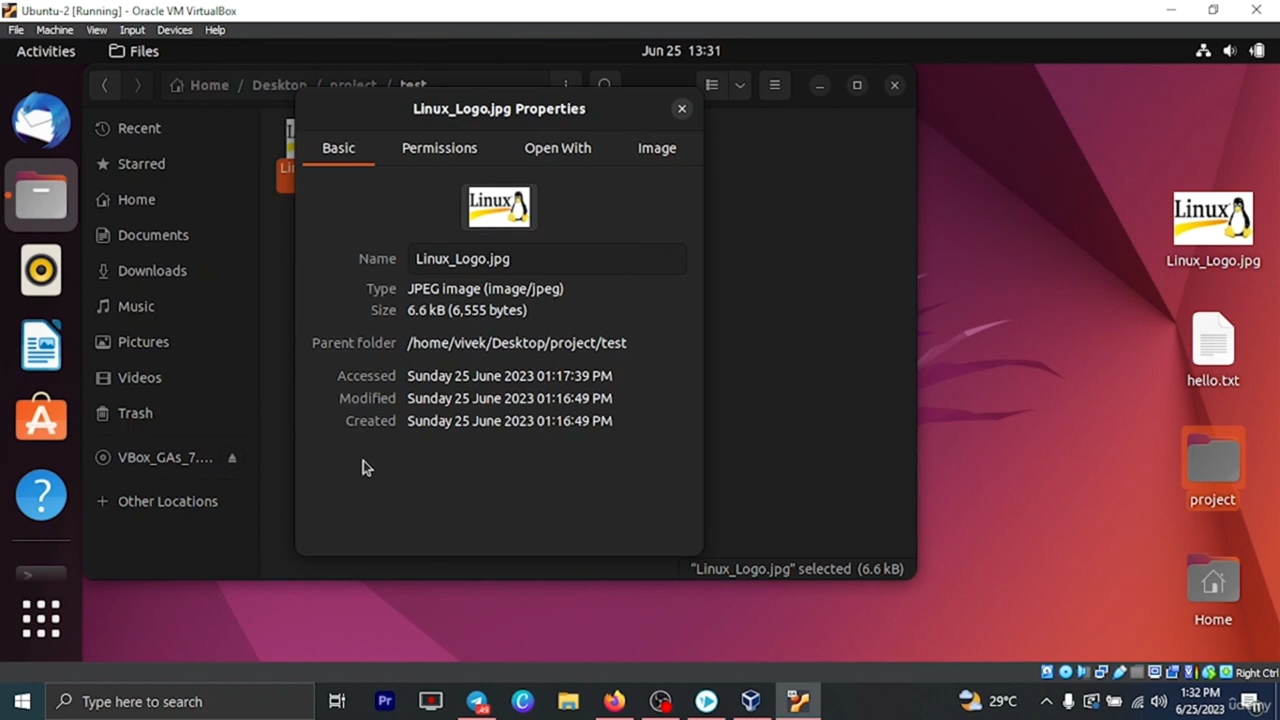 Ubuntu-2 [Running] - Oracle VM VirtualBox
File Machine View Input Devices Help
Activities Files Jun 25 13:31
Home Desktop project test
Linux_Logo.jpg Properties
Basic Permissions Open With Image
Recent
Starred
Home
Documents
Downloads
Music
Pictures
Videos
Trash
VBox_GAs_7....
Other Locations
Linux
Name Linux_Logo.jpg
Type JPEG image (image/jpeg)
Size 6.6 kB (6,555 bytes)
Parent folder /home/vivek/Desktop/project/test
Accessed Sunday 25 June 2023 01:17:39 PM
Modified Sunday 25 June 2023 01:16:49 PM
Created Sunday 25 June 2023 01:16:49 PM
"Linux_Logo.jpg" selected (6.6 kB)
Linux
Linux_Logo.jpg
hello.txt
project
Home
Right Ctrl
Type here to search
Pr
29°C
1:32 PM
6/25/2023
udemy